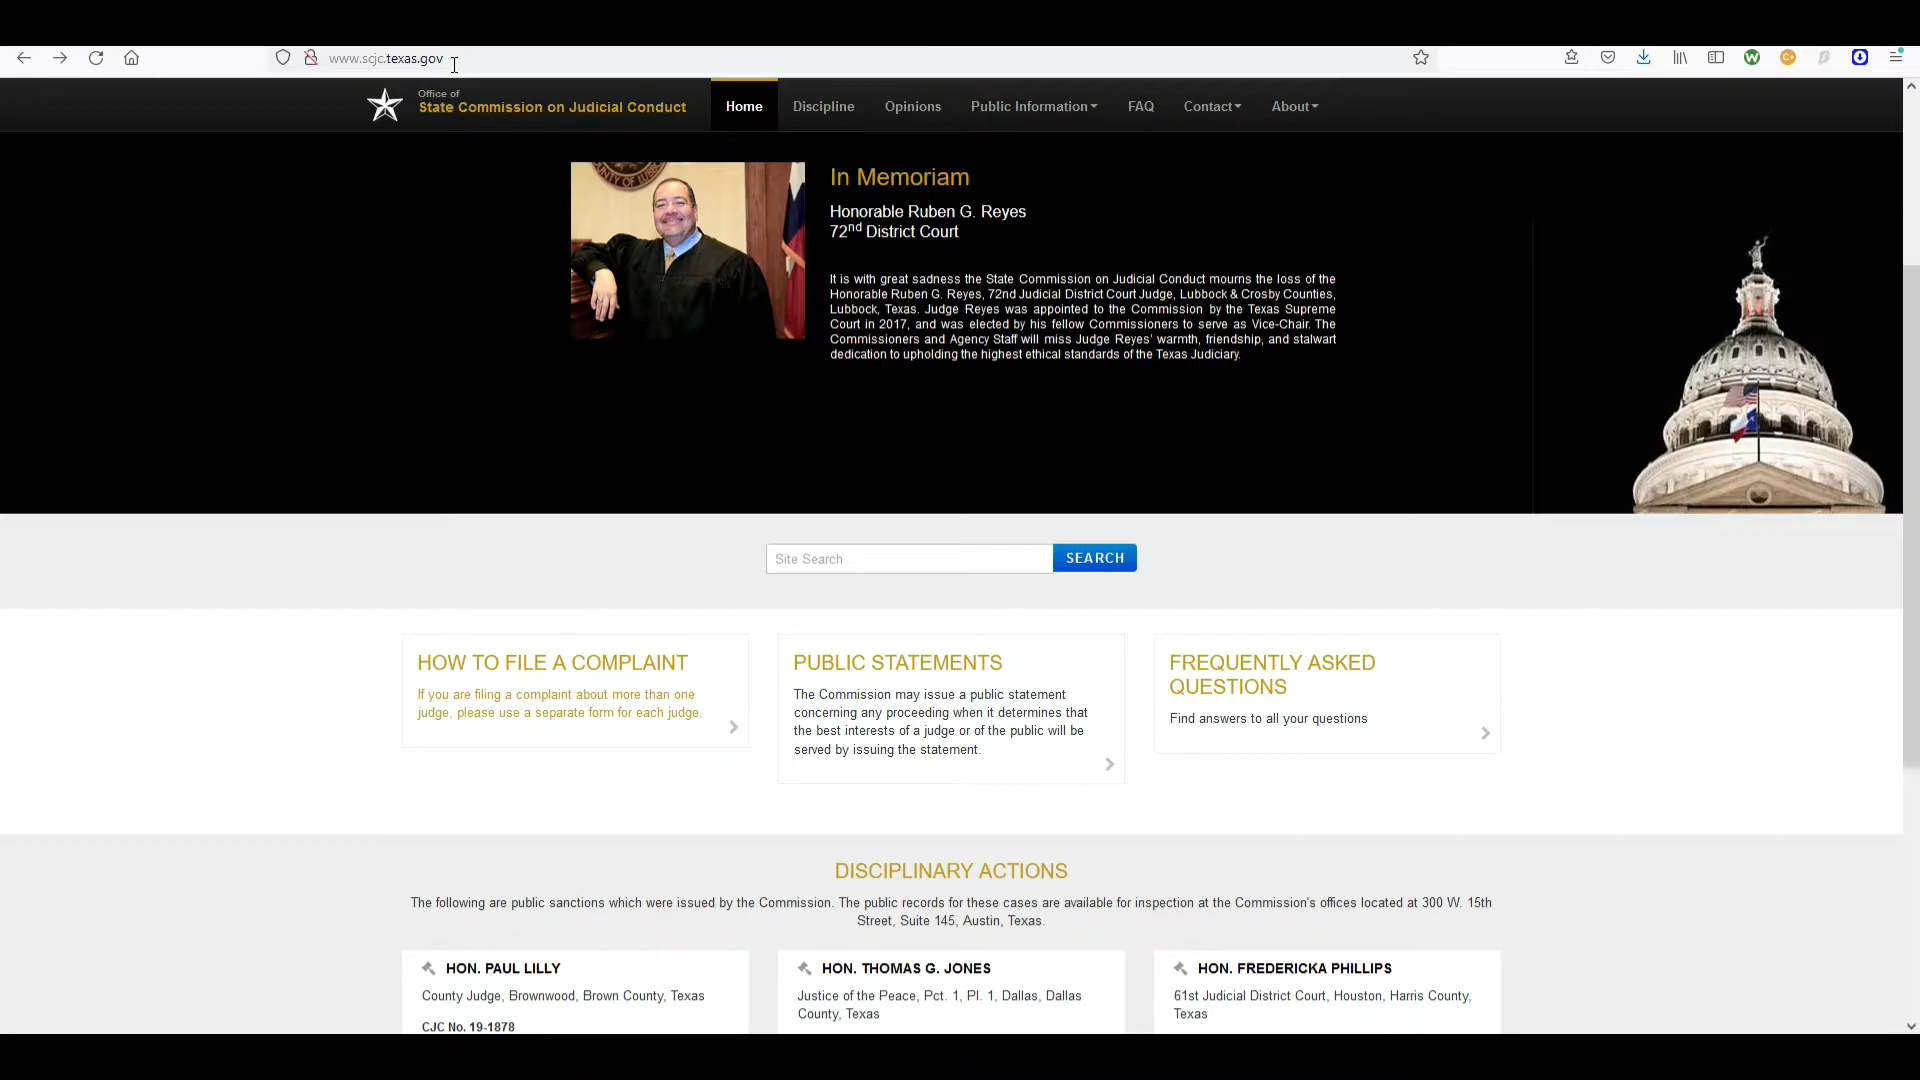 www.scjc.texas.gov
Office of
State Commission on Judicial Conduct
Home
Discipline
Opinions
Public Information
FAQ
Contact
About
In Memoriam
Honorable Ruben G. Reyes
72nd District Court
It is with great sadness the State Commission on Judicial Conduct mourns the loss of the
Honorable Ruben G. Reyes, 72nd Judicial District Court Judge, Lubbock & Crosby Counties,
Lubbock, Texas. Judge Reyes was appointed to the Commission by the Texas Supreme
Court in 2017, and was elected by his fellow Commissioners to serve as Vice-Chair. The
Commissioners and Agency Staff will miss Judge Reyes' warmth, friendship, and stalwart
dedication to upholding the highest ethical standards of the Texas Judiciary.
Site Search
SEARCH
HOW TO FILE A COMPLAINT
If you are filing a complaint about more than one
judge, please use a separate form for each judge.
PUBLIC STATEMENTS
The Commission may issue a public statement
concerning any proceeding when it determines that
the best interests of a judge or of the public will be
served by issuing the statement.
FREQUENTLY ASKED
QUESTIONS
Find answers to all your questions
DISCIPLINARY ACTIONS
The following are public sanctions which were issued by the Commission. The public records for these cases are available for inspection at the Commission's offices located at 300 W. 15th
Street, Suite 145, Austin, Texas.
HON. PAUL LILLY
County Judge, Brownwood, Brown County, Texas
CJC No. 19-1878
HON. THOMAS G. JONES
Justice of the Peace, Pct. 1, Pl. 1, Dallas, Dallas
County, Texas
HON. FREDERICKA PHILLIPS
61st Judicial District Court, Houston, Harris County,
Texas